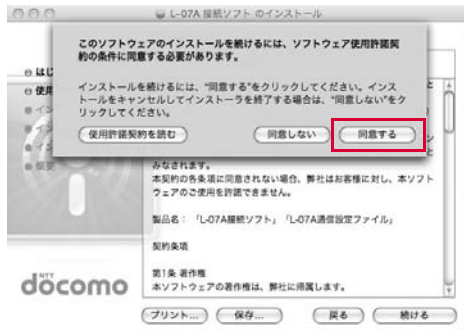 L-07A 接続ソフト のインストール
このソフトウェアのインストールを続けるには、ソフトウェア使用許諾契
約の条件に同意する必要があります。
インストールを続けるには、"同意する"をクリックしてください。インス
トールをキャンセルしてインストーラを終了する場合は、"同意しない"をク
リックしてください。
使用許諾契約を読む
同意しない
同意する
はじ
使用
イン
イン
概要
みなされます。
本契約の各条項に同意されない場合、弊社はお客様に対し、本ソフト
ウェアのご使用を許諾できません。
製品名：「L-07A接続ソフト」「L-07A通信設定ファイル」
契約条項
第1条 著作権
本ソフトウェアの著作権は、弊社に帰属します。
NTT
döcomo
プリント...
保存...
戻る
続ける